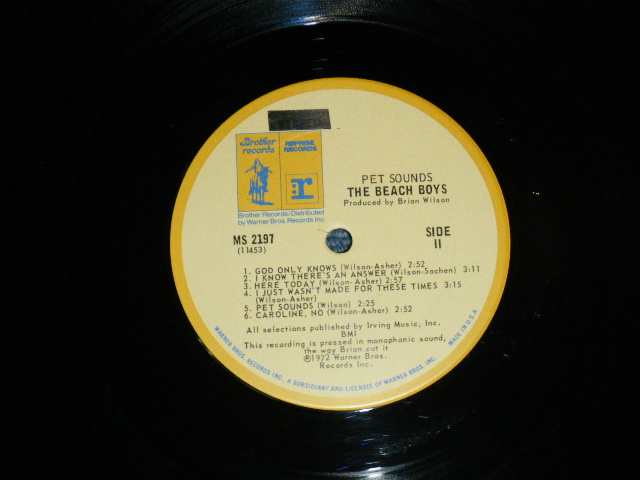 Brother
records
REPRISE
RECORDS
r
Brother Records/Distributed
by Warner Bros. Records Inc.
PET SOUNDS
THE BEACH BOYS
Produced by Brian Wilson
MS 2197
(11453)
SIDE
II
1. GOD ONLY KNOWS (Wilson-Asher) 2:52
2. I KNOW THERE'S AN ANSWER (Wilson-Sachen) 3:11
3. HERE TODAY (Wilson-Asher) 2:57
4. I JUST WASN'T MADE FOR THESE TIMES 3:15
(Wilson-Asher)
5. PET SOUNDS (Wilson) 2:25
6. CAROLINE, NO (Wilson-Asher) 2:52
All selections published by Irving Music, Inc.
BMI
This recording is pressed in monophonic sound,
the way Brian cut it
℗1972 Warner Bros.
Records Inc.
WARNER BROS. RECORDS INC., A SUBSIDIARY AND LICENSEE OF WARNER BROS. INC.
MADE IN U.S.A.